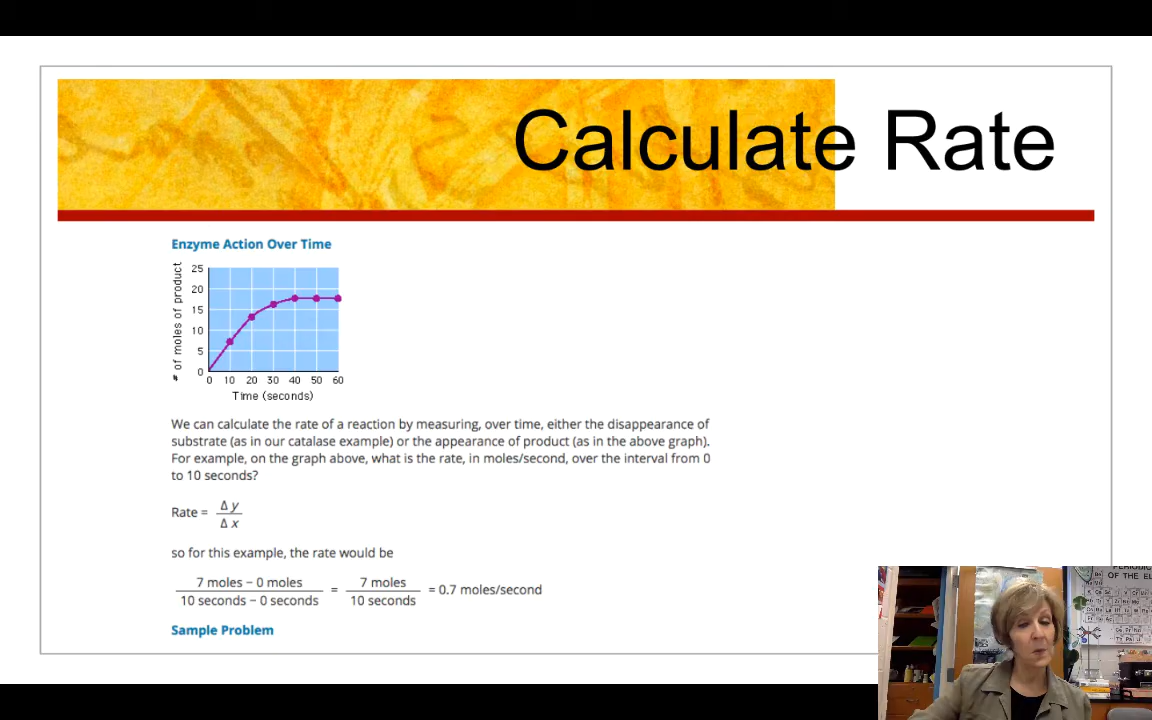 Calculate Rate
Enzyme Action Over Time
# of moles of product
25
20
15
10
5
0
0 10 20 30 40 50 60
Time (seconds)
We can calculate the rate of a reaction by measuring, over time, either the disappearance of
substrate (as in our catalase example) or the appearance of product (as in the above graph).
For example, on the graph above, what is the rate, in moles/second, over the interval from 0
to 10 seconds?
Rate = Δ y / Δ x
so for this example, the rate would be
7 moles − 0 moles / 10 seconds − 0 seconds = 7 moles / 10 seconds = 0.7 moles/second
Sample Problem
PERIODIC
OF THE EL